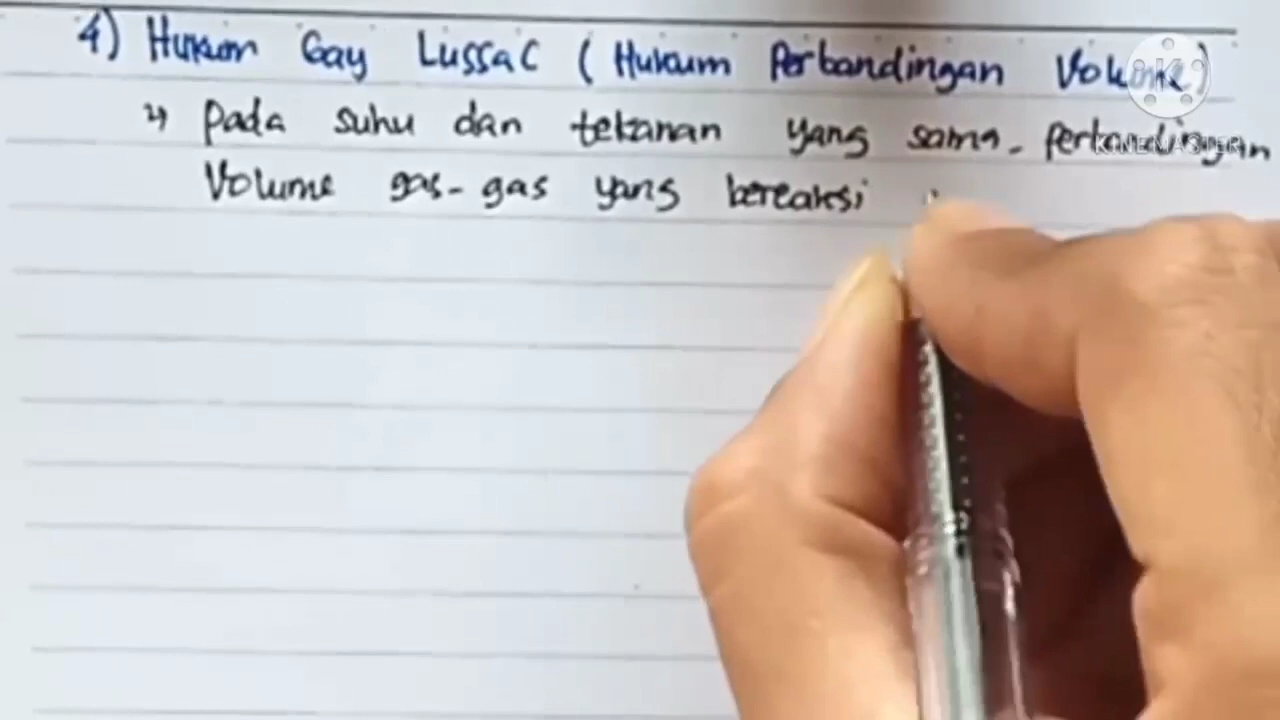 4) Hukum Gay Lussac (Hukum Perbandingan Volume)
→ Pada suhu dan tekanan yang sama, perbandingan
Volume gas-gas yang bereaksi
KINEMASTER